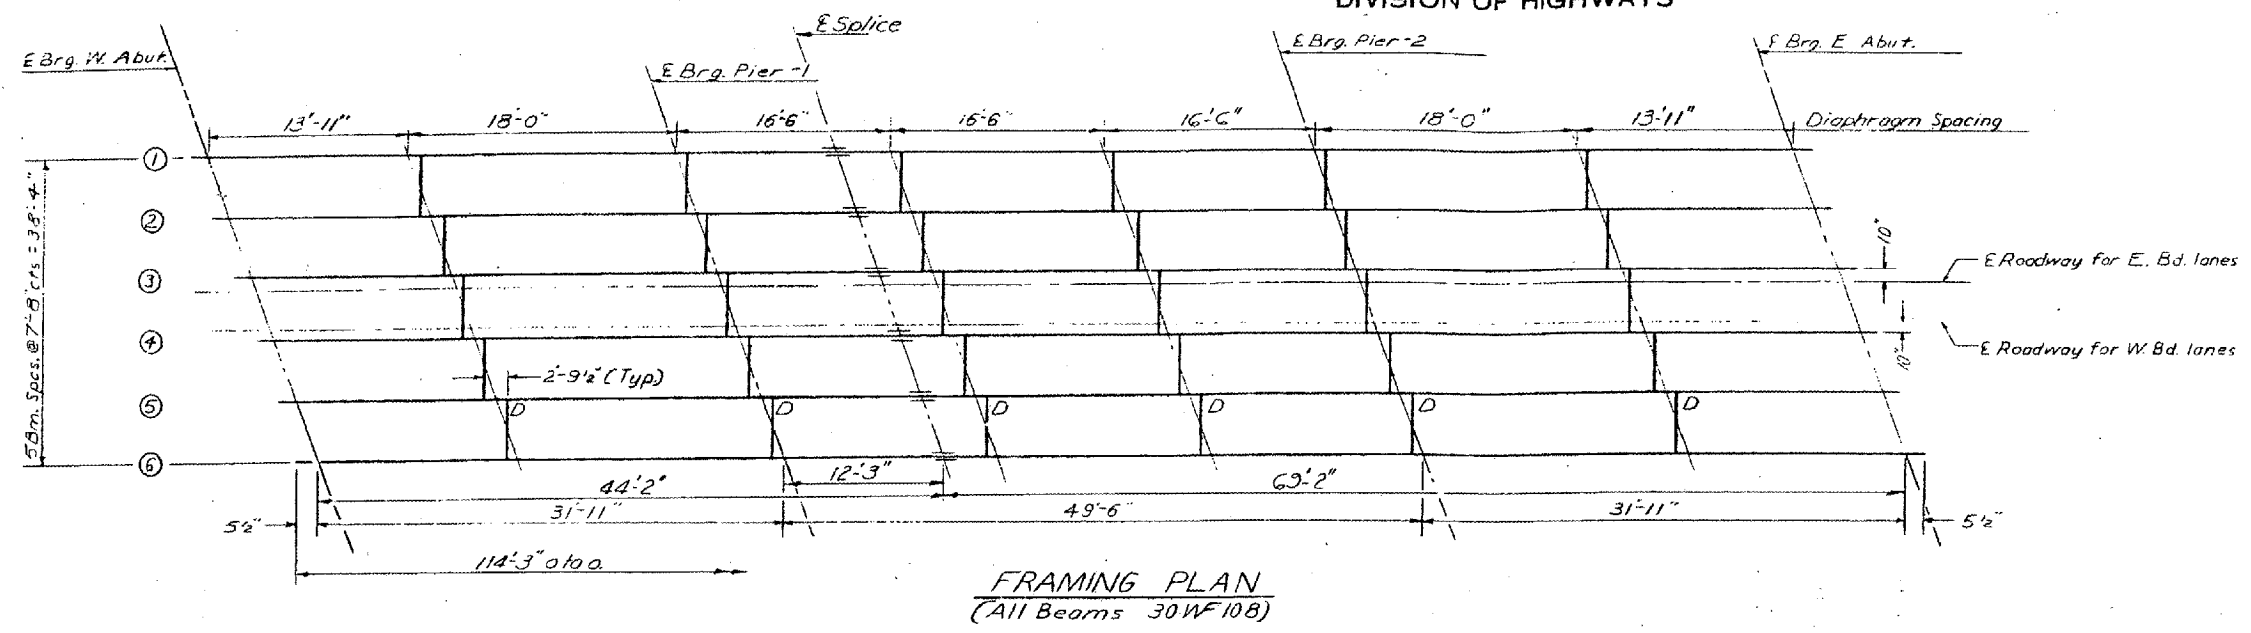 DIVISION OF HIGHWAYS
℄ Splice
℄ Brg. W. Abut.
℄ Brg. Pier-1
℄ Brg. Pier-2
℄ Brg. E. Abut.
13'-11" 18'-0" 16'-6" 16'-6" 16'-6" 18'-0" 13'-11" Diaphragm Spacing
1
2
3
4
5
6
5 Bm. Spcs. @ 7'-8" cts = 38'-4"
10"
℄ Roadway for E. Bd. lanes
10"
℄ Roadway for W. Bd. lanes
2'-9½" (Typ.)
D D D D D D
12'-3"
44'-2" 69'-2"
5½" 31'-11" 49'-6" 31'-11" 5½"
114'-3" o to o.
FRAMING PLAN
(All Beams 30 WF 108)